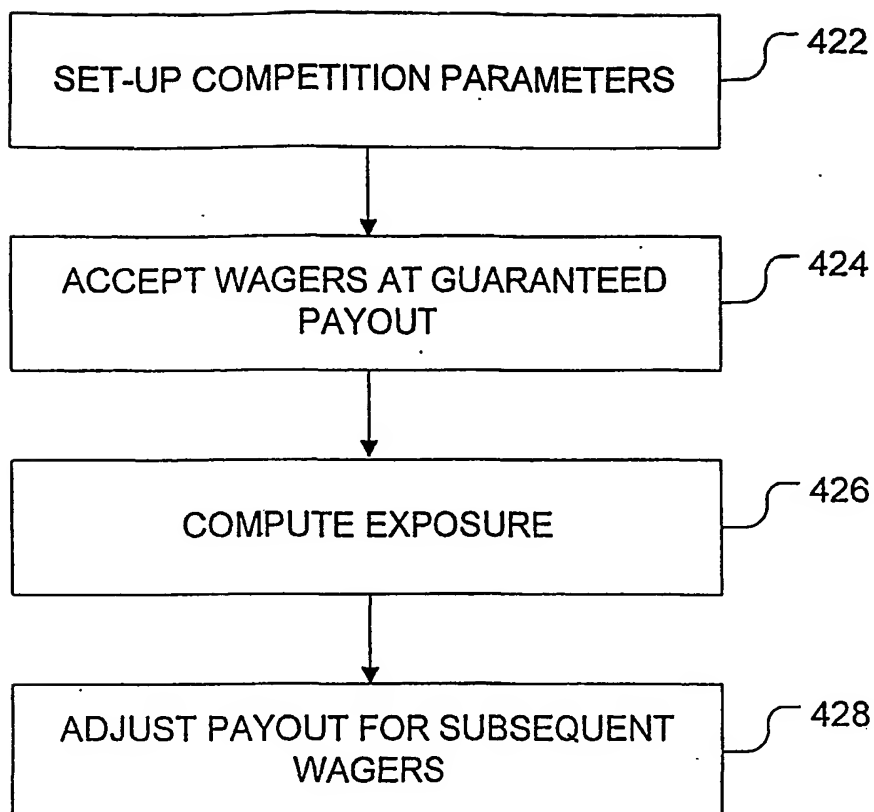 SET-UP COMPETITION PARAMETERS
422
ACCEPT WAGERS AT GUARANTEED
PAYOUT
424
COMPUTE EXPOSURE
426
ADJUST PAYOUT FOR SUBSEQUENT
WAGERS
428